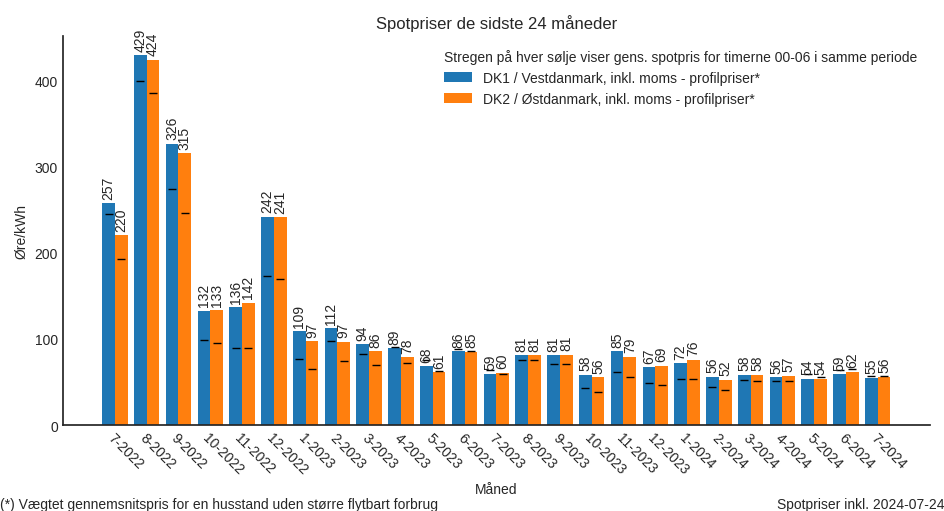 Spotpriser de sidste 24 måneder
Stregen på hver sølje viser gens. spotpris for timerne 00-06 i samme periode
DK1 / Vestdanmark, inkl. moms - profilpriser*
DK2 / Østdanmark, inkl. moms - profilpriser*
Øre/kWh
400
300
200
100
0
257 220 429 424 326 315 132 133 136 142 242 241 109 97 112 97 94 86 89 78 68 61 86 85 59 60 81 81 81 81 58 56 85 79 67 69 72 76 56 52 58 58 56 57 54 54 59 62 55 56
7-2022 8-2022 9-2022 10-2022 11-2022 12-2022 1-2023 2-2023 3-2023 4-2023 5-2023 6-2023 7-2023 8-2023 9-2023 10-2023 11-2023 12-2023 1-2024 2-2024 3-2024 4-2024 5-2024 6-2024 7-2024
Måned
(*) Vægtet gennemsnitspris for en husstand uden større flytbart forbrug
Spotpriser inkl. 2024-07-24